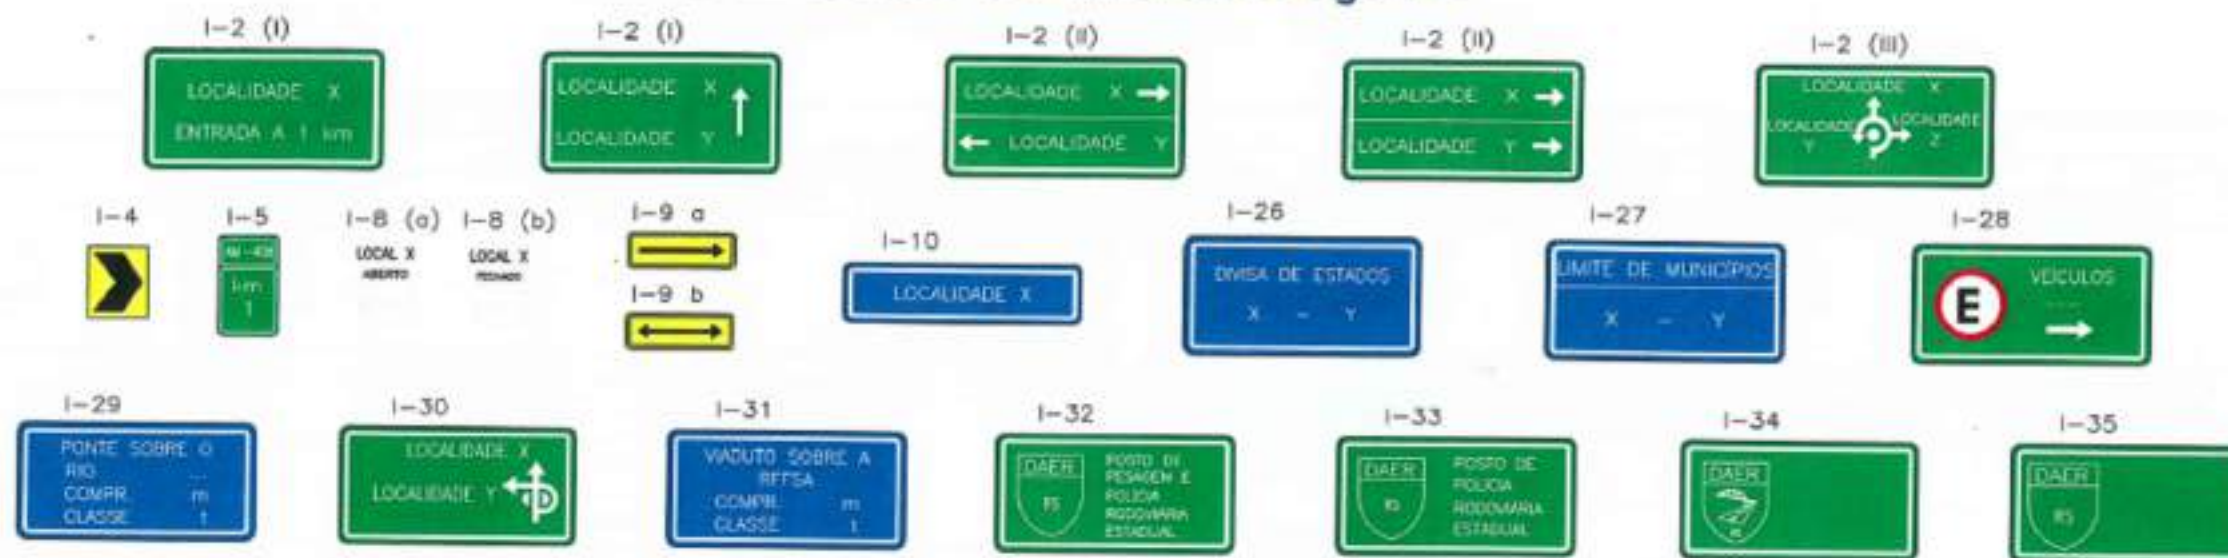 I-2 (I)
LOCALIDADE X
ENTRADA A 1 km
I-2 (I)
LOCALIDADE X
LOCALIDADE Y
I-2 (II)
LOCALIDADE X
LOCALIDADE Y
I-2 (II)
LOCALIDADE X
LOCALIDADE Y
I-2 (III)
LOCALIDADE X
LOCALIDADE
Y
LOCALIDADE
Z
I-4
I-5
km
1
I-8 (a)
LOCAL X
ABERTO
I-8 (b)
LOCAL X
FECHADO
I-9 a
I-9 b
I-10
LOCALIDADE X
I-26
DIVISA DE ESTADOS
X - Y
I-27
LIMITE DE MUNICÍPIOS
X - Y
I-28
E
VEÍCULOS
I-29
PONTE SOBRE O
RIO ...
COMPR. m
CLASSE t
I-30
LOCALIDADE X
LOCALIDADE Y
I-31
VIADUTO SOBRE A
RFFSA
COMPR. m
CLASSE t
I-32
DAER
RS
POSTO DE
PESAGEM E
POLÍCIA
RODOVIÁRIA
ESTADUAL
I-33
DAER
RS
POSTO DE
POLÍCIA
RODOVIÁRIA
ESTADUAL
I-34
DAER
RS
I-35
DAER
RS